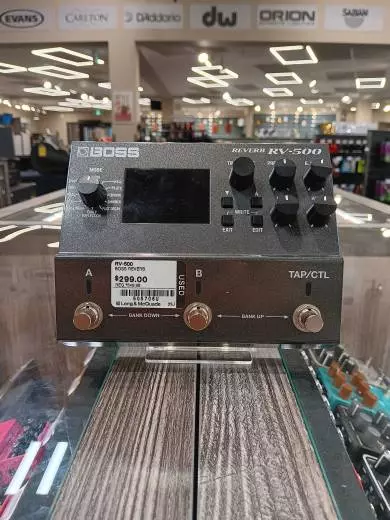 EVANS
CARLTON
D'Addario
dw
ORION
SABIAN
BOSS
REVERB RV-500
MODE
WRITE
EXIT
EDIT
A
B
TAP/CTL
RV-500
BOSS REVERB
$299.00
USED
Long & McQuade
BANK DOWN
BANK UP